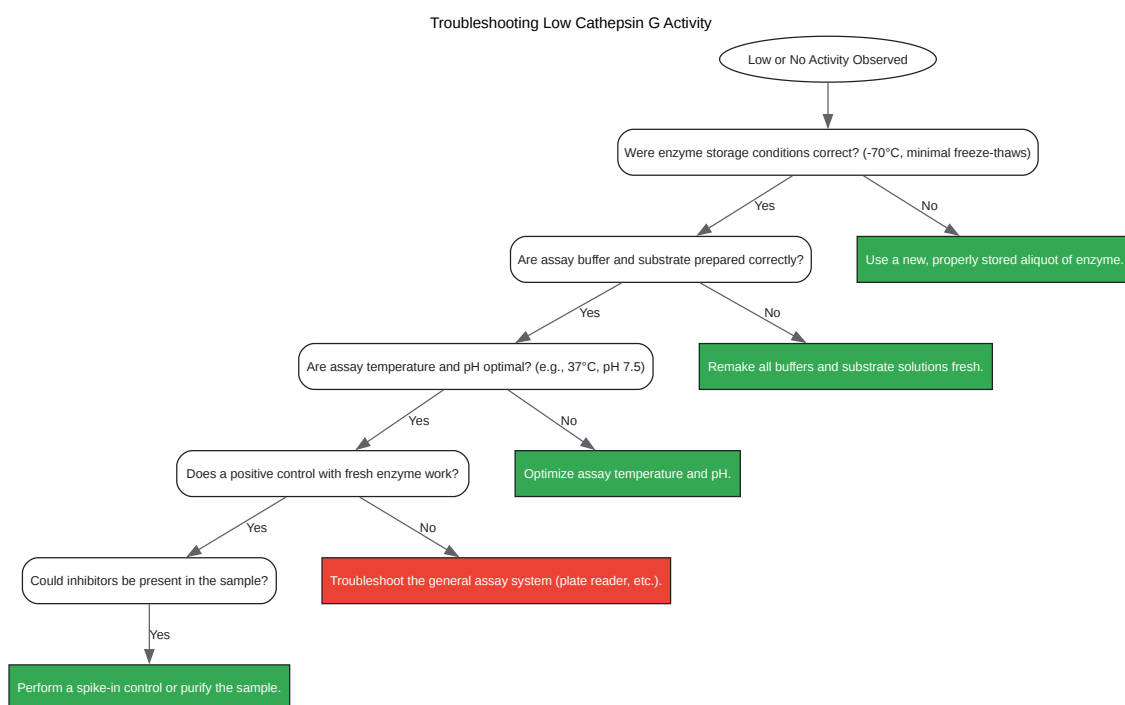 Troubleshooting Low Cathepsin G Activity
Low or No Activity Observed
Were enzyme storage conditions correct? (-70°C, minimal freeze-thaws)
Yes
No
Are assay buffer and substrate prepared correctly?
Use a new, properly stored aliquot of enzyme.
Yes
No
Are assay temperature and pH optimal? (e.g., 37°C, pH 7.5)
Remake all buffers and substrate solutions fresh.
Yes
No
Does a positive control with fresh enzyme work?
Optimize assay temperature and pH.
Yes
No
Could inhibitors be present in the sample?
Troubleshoot the general assay system (plate reader, etc.).
Yes
Perform a spike-in control or purify the sample.